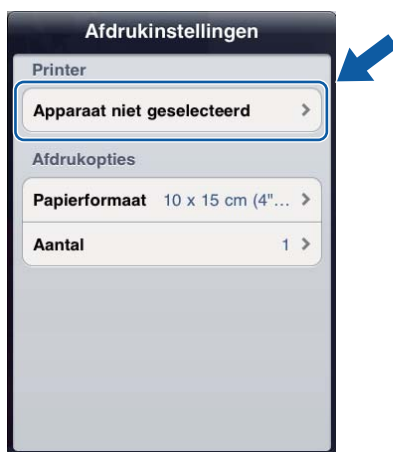 Afdrukinstellingen
Printer
Apparaat niet geselecteerd
Afdrukopties
Papierformaat 10 x 15 cm (4"...
Aantal 1